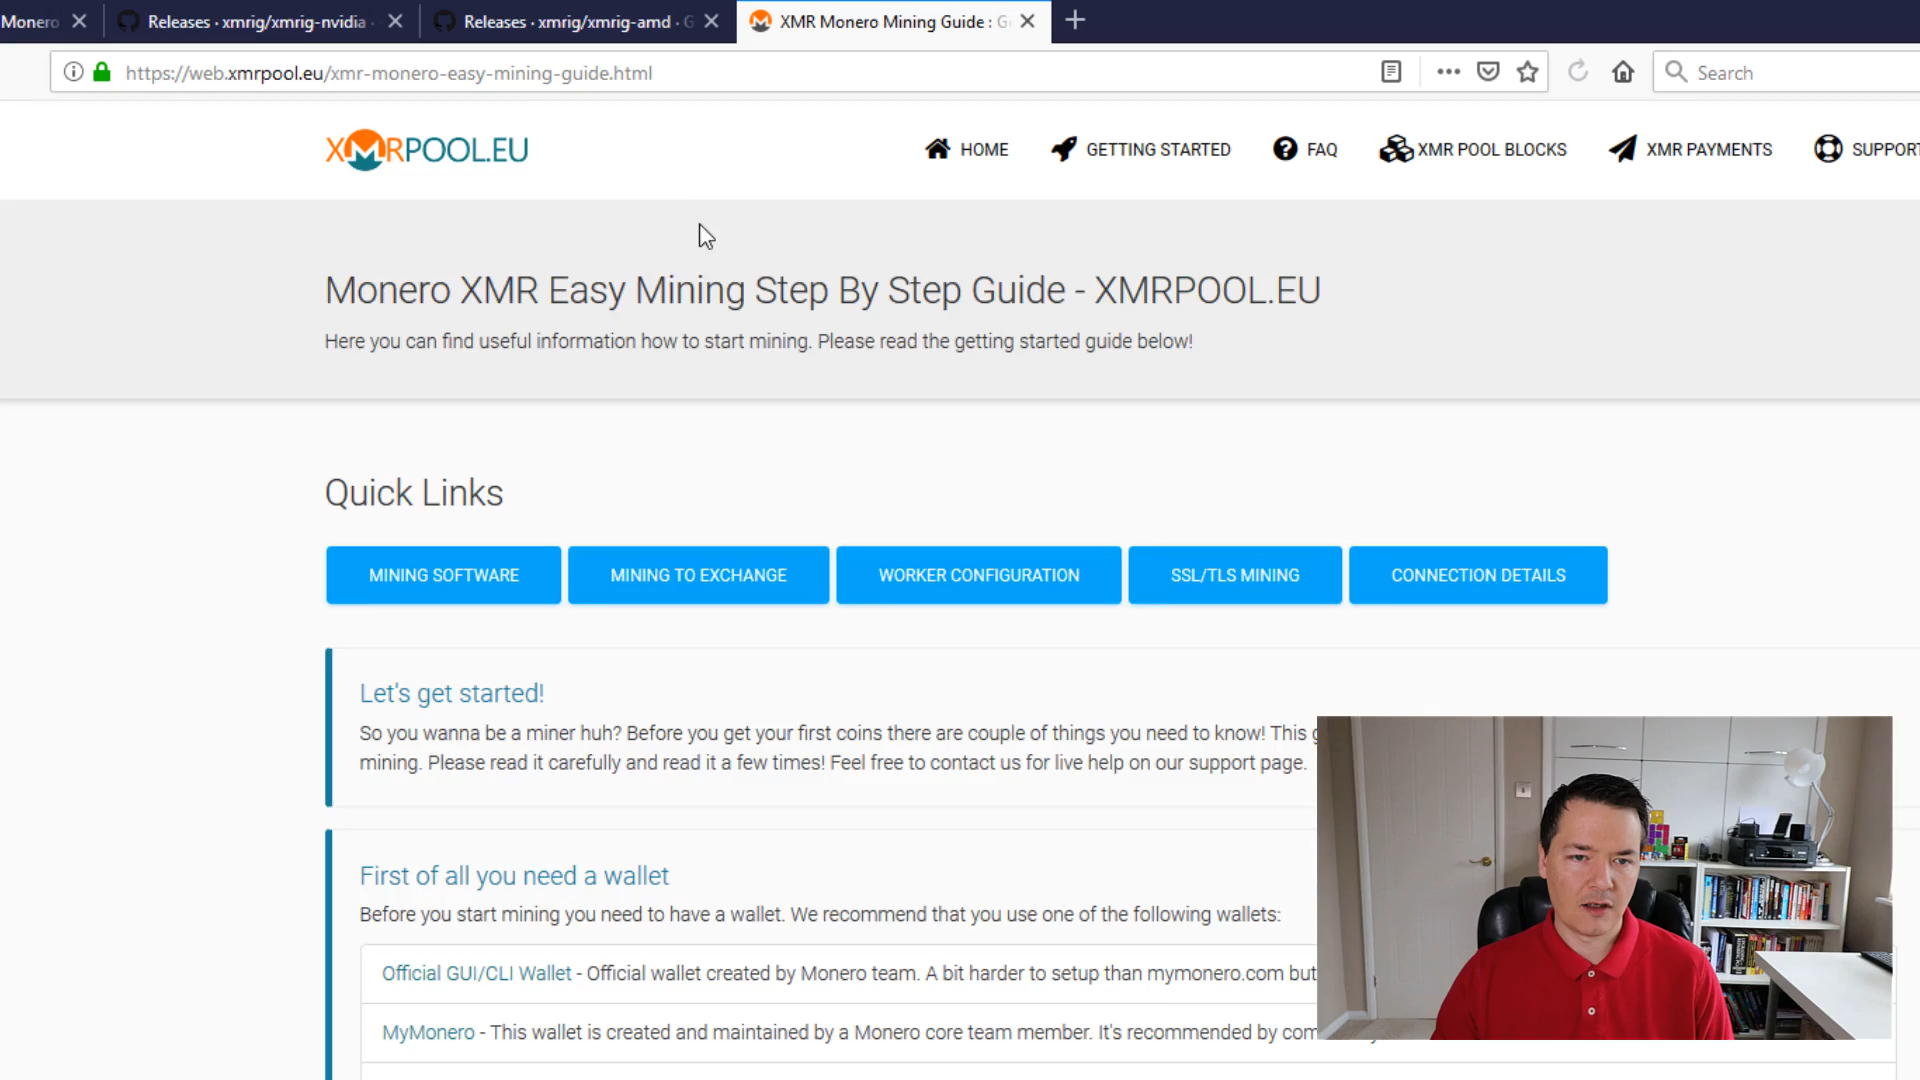 Monero
Releases · xmrig/xmrig-nvidia ·
Releases · xmrig/xmrig-amd · G
XMR Monero Mining Guide : Ge
https://web.xmrpool.eu/xmr-monero-easy-mining-guide.html
Search
XMRPOOL.EU
HOME
GETTING STARTED
FAQ
XMR POOL BLOCKS
XMR PAYMENTS
SUPPORT
Monero XMR Easy Mining Step By Step Guide - XMRPOOL.EU
Here you can find useful information how to start mining. Please read the getting started guide below!
Quick Links
MINING SOFTWARE
MINING TO EXCHANGE
WORKER CONFIGURATION
SSL/TLS MINING
CONNECTION DETAILS
Let's get started!
So you wanna be a miner huh? Before you get your first coins there are couple of things you need to know! This g
mining. Please read it carefully and read it a few times! Feel free to contact us for live help on our support page.
First of all you need a wallet
Before you start mining you need to have a wallet. We recommend that you use one of the following wallets:
Official GUI/CLI Wallet - Official wallet created by Monero team. A bit harder to setup than mymonero.com but
MyMonero - This wallet is created and maintained by a Monero core team member. It's recommended by com